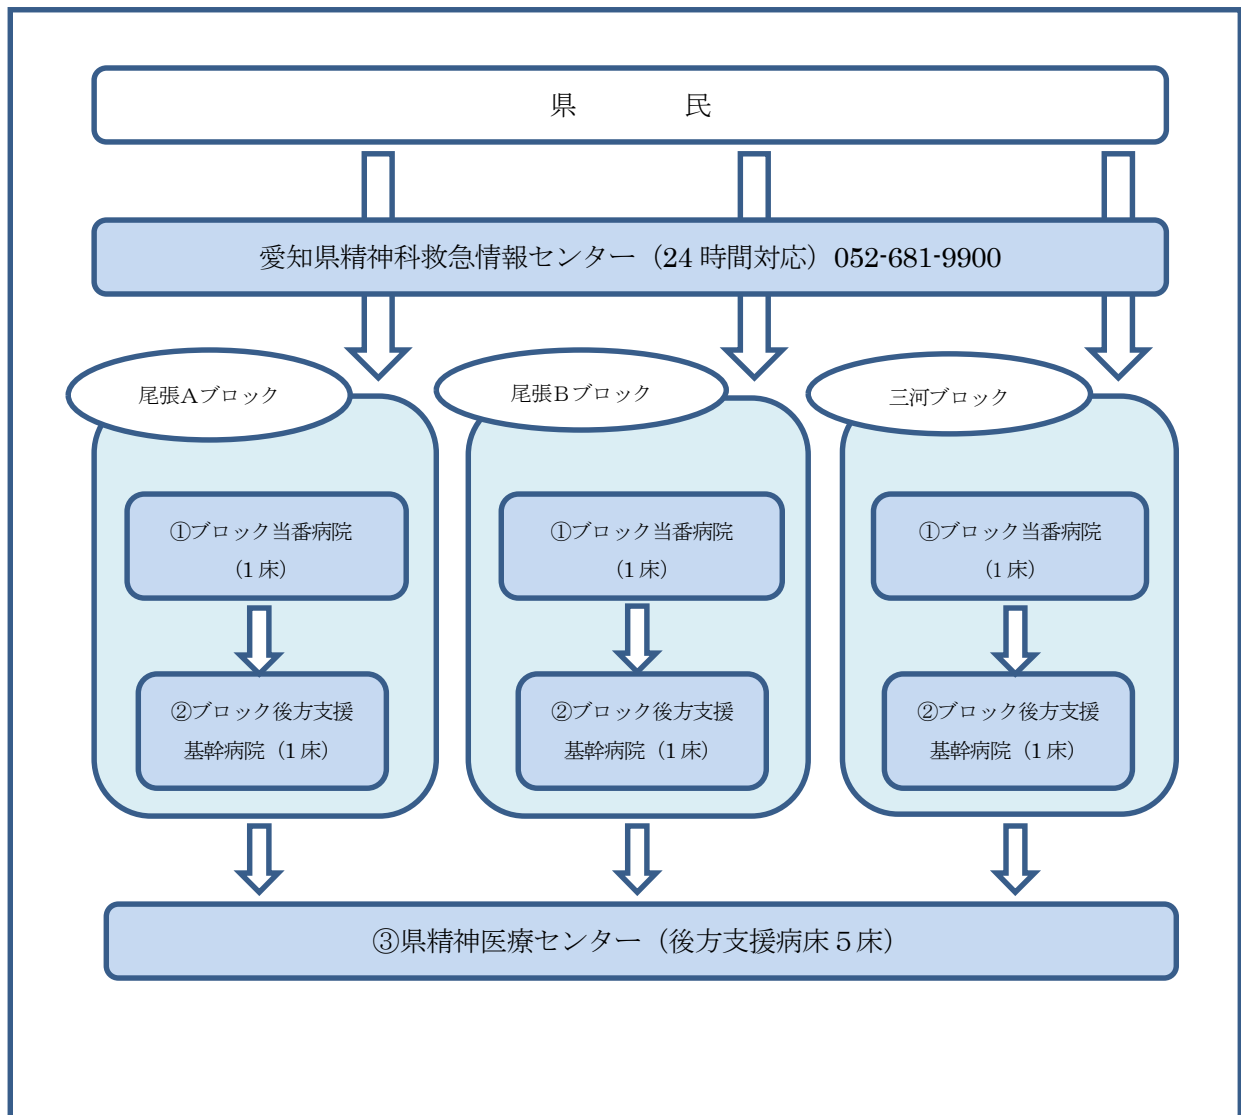 県　　　　民
愛知県精神科救急情報センター（24 時間対応）052-681-9900
尾張Ａブロック
尾張Ｂブロック
三河ブロック
①ブロック当番病院
（1 床）
②ブロック後方支援
基幹病院（1 床）
①ブロック当番病院
（1 床）
②ブロック後方支援
基幹病院（1 床）
①ブロック当番病院
（1 床）
②ブロック後方支援
基幹病院（1 床）
③県精神医療センター（後方支援病床５床）